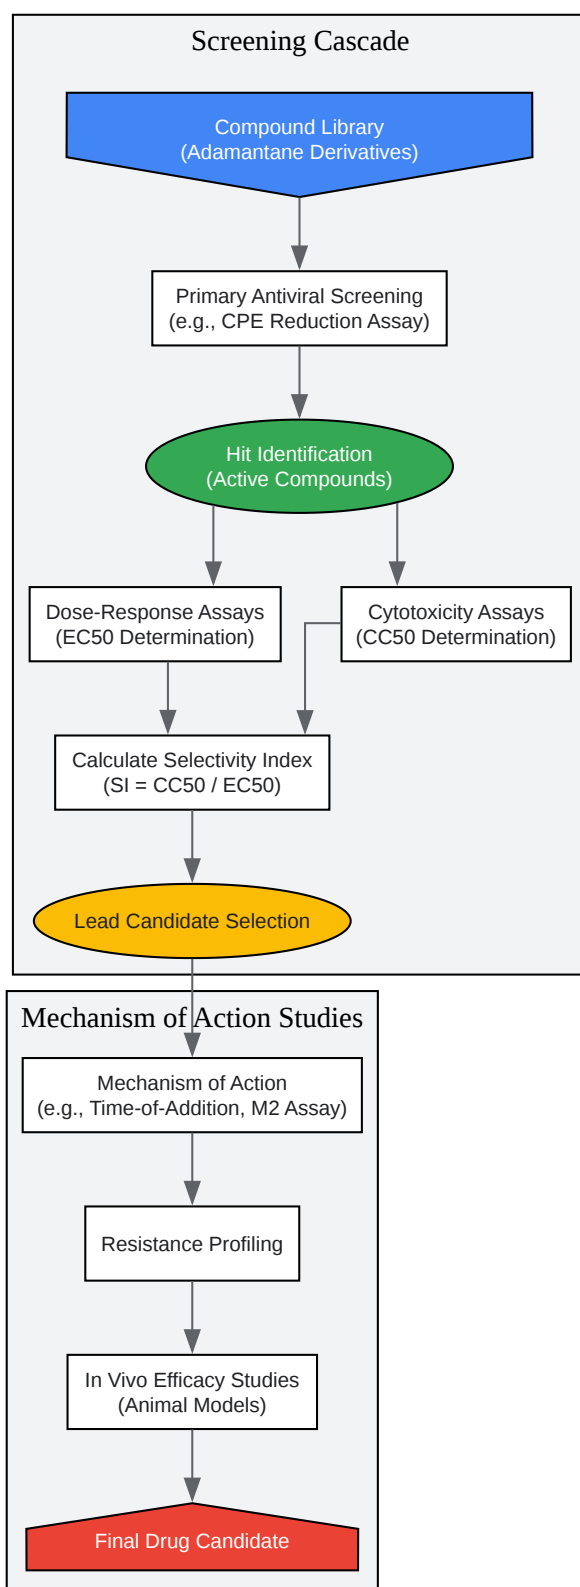 Screening Cascade
Compound Library
(Adamantane Derivatives)
Primary Antiviral Screening
(e.g., CPE Reduction Assay)
Hit Identification
(Active Compounds)
Dose-Response Assays
(EC50 Determination)
Cytotoxicity Assays
(CC50 Determination)
Calculate Selectivity Index
(SI = CC50 / EC50)
Lead Candidate Selection
Mechanism of Action Studies
Mechanism of Action
(e.g., Time-of-Addition, M2 Assay)
Resistance Profiling
In Vivo Efficacy Studies
(Animal Models)
Final Drug Candidate